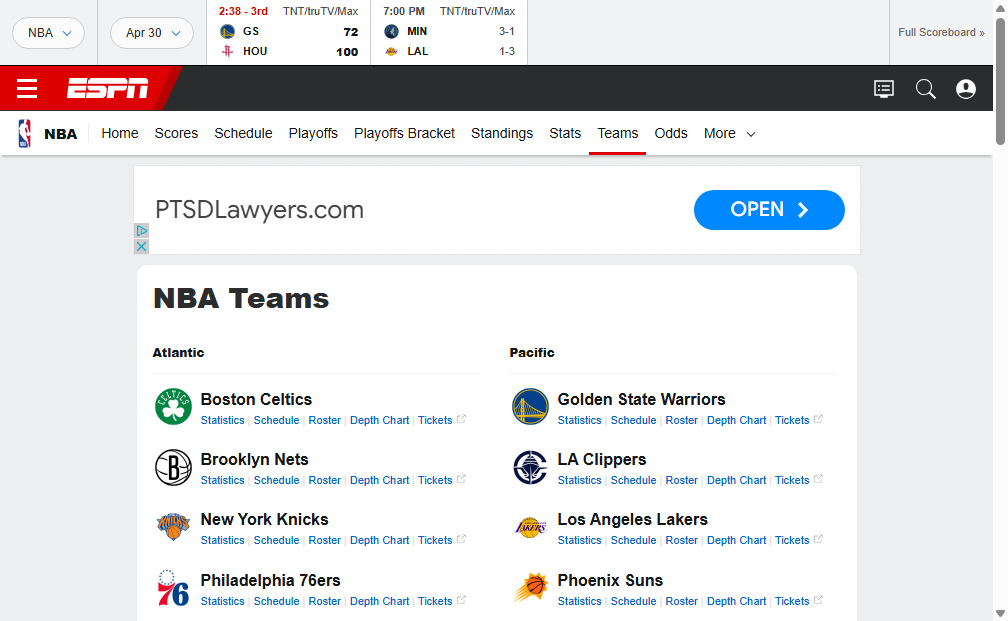 NBA
Apr 30
2:38 - 3rd TNT/truTV/Max
GS 72
HOU 100
7:00 PM TNT/truTV/Max
MIN 3-1
LAL 1-3
Full Scoreboard »
ESPN
NBA Home Scores Schedule Playoffs Playoffs Bracket Standings Stats Teams Odds More
PTSDLawyers.com
OPEN
NBA Teams
Atlantic
Boston Celtics
Statistics | Schedule | Roster | Depth Chart | Tickets
Brooklyn Nets
Statistics | Schedule | Roster | Depth Chart | Tickets
New York Knicks
Statistics | Schedule | Roster | Depth Chart | Tickets
Philadelphia 76ers
Statistics | Schedule | Roster | Depth Chart | Tickets
Pacific
Golden State Warriors
Statistics | Schedule | Roster | Depth Chart | Tickets
LA Clippers
Statistics | Schedule | Roster | Depth Chart | Tickets
Los Angeles Lakers
Statistics | Schedule | Roster | Depth Chart | Tickets
Phoenix Suns
Statistics | Schedule | Roster | Depth Chart | Tickets